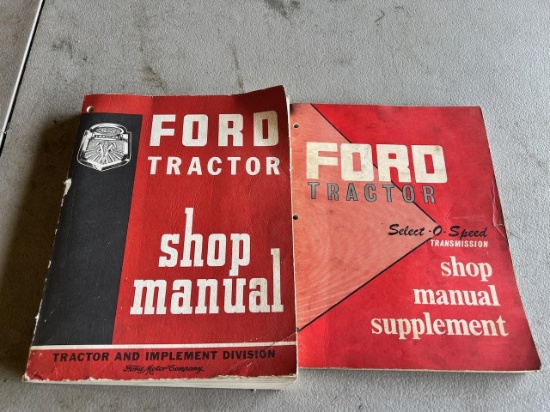 FORD
TRACTOR
shop
manual
TRACTOR AND IMPLEMENT DIVISION
Ford Motor Company
FORD
TRACTOR
Select-O-Speed
TRANSMISSION
shop
manual
supplement